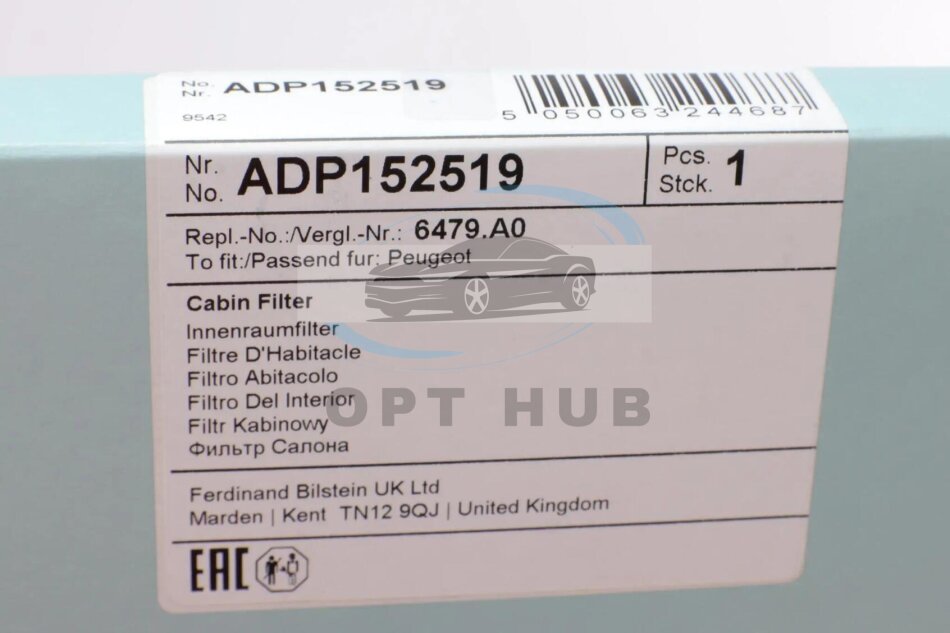 No.
Nr. ADP152519
9542
5 050063 244687
Nr.
No. ADP152519
Pcs.
Stck. 1
Repl.-No.:/Vergl.-Nr.: 6479.A0
To fit:/Passend fur: Peugeot
Cabin Filter
Innenraumfilter
Filtre D'Habitacle
Filtro Abitacolo
Filtro Del Interior
Filtr Kabinowy
Фильтр Салона
OPT HUB
Ferdinand Bilstein UK Ltd
Marden | Kent TN12 9QJ | United Kingdom
EAC